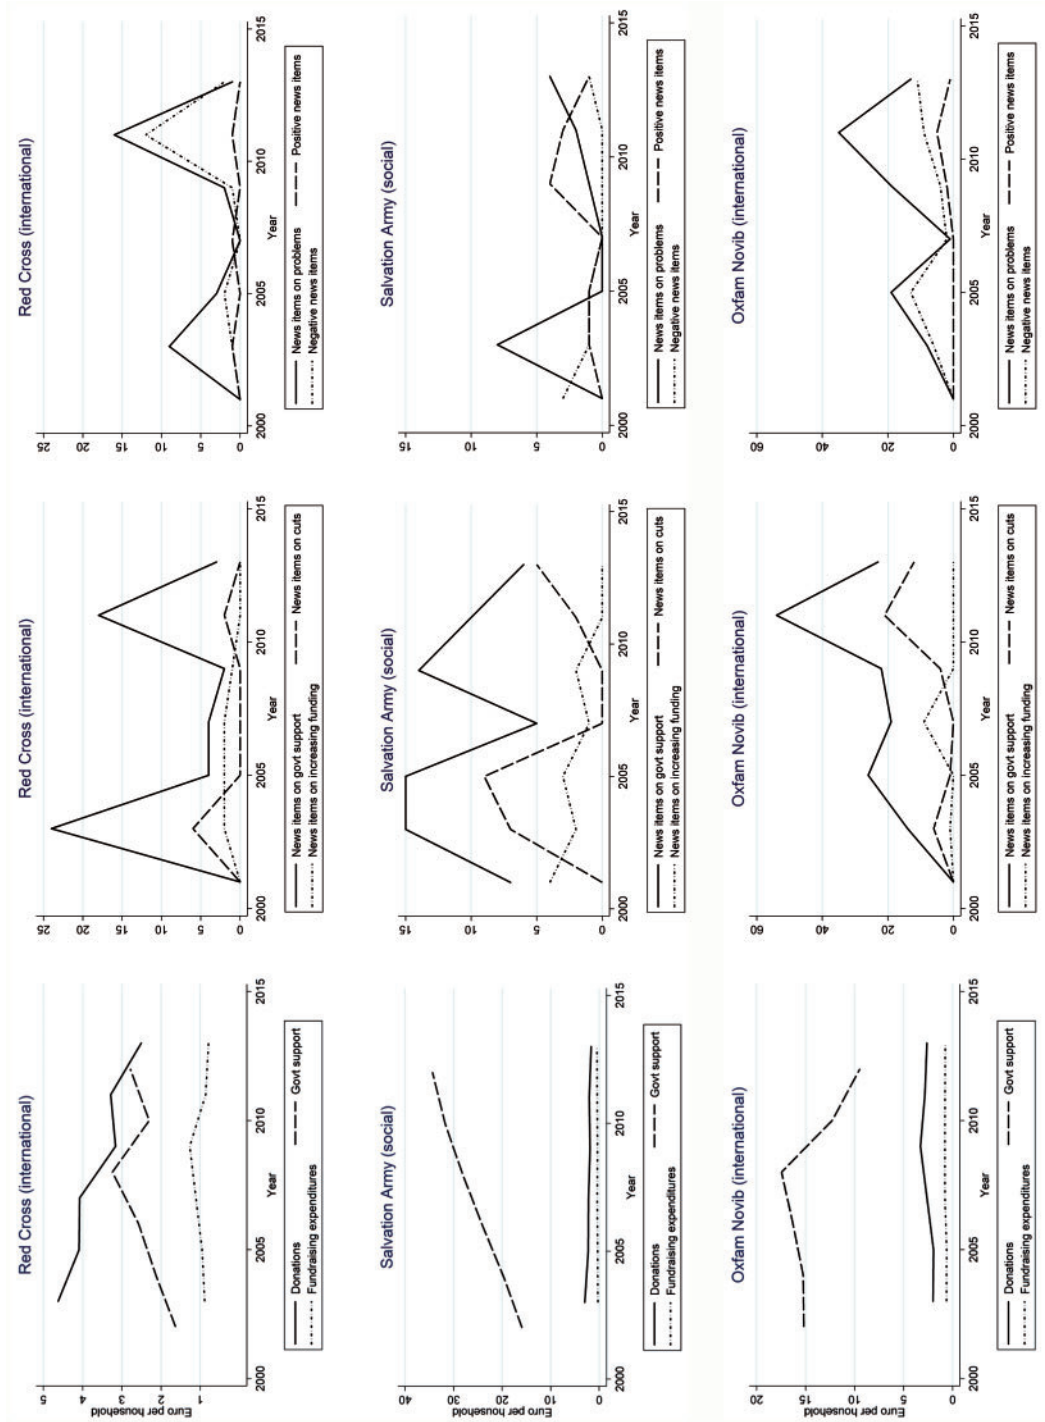 Red Cross (international)
Euro per household
5
4
3
2
1
2000
2005
2010
2015
Year
Donations
Govt support
Fundraising expenditures
Red Cross (international)
25
20
15
10
5
0
2000
2005
2010
2015
Year
News items on govt support
News items on cuts
News items on increasing funding
Red Cross (international)
25
20
15
10
5
0
2000
2005
2010
2015
Year
News items on problems
Positive news items
Negative news items
Salvation Army (social)
Euro per household
40
30
20
10
0
2000
2005
2010
2015
Year
Donations
Govt support
Fundraising expenditures
Salvation Army (social)
15
10
5
0
2000
2005
2010
2015
Year
News items on govt support
News items on cuts
News items on increasing funding
Salvation Army (social)
15
10
5
0
2000
2005
2010
2015
Year
News items on problems
Positive news items
Negative news items
Oxfam Novib (international)
Euro per household
20
15
10
5
0
2000
2005
2010
2015
Year
Donations
Govt support
Fundraising expenditures
Oxfam Novib (international)
60
40
20
0
2000
2005
2010
2015
Year
News items on govt support
News items on cuts
News items on increasing funding
Oxfam Novib (international)
60
40
20
0
2000
2005
2010
2015
Year
News items on problems
Positive news items
Negative news items